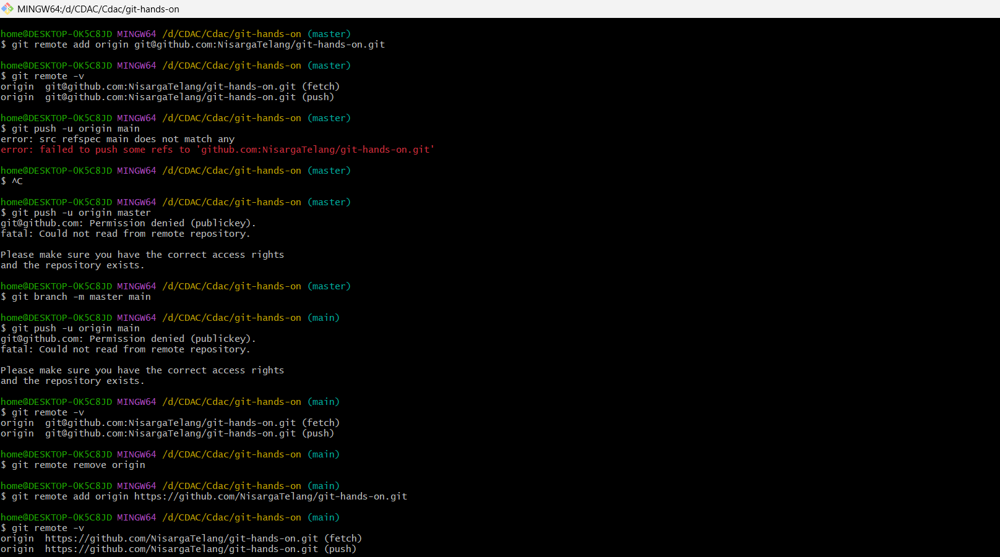 MINGW64:/d/CDAC/Cdac/git-hands-on
home@DESKTOP-OK5C8JD MINGW64 /d/CDAC/Cdac/git-hands-on (master)
$ git remote add origin git@github.com:NisargaTelang/git-hands-on.git
home@DESKTOP-OK5C8JD MINGW64 /d/CDAC/Cdac/git-hands-on (master)
$ git remote -v
origin  git@github.com:NisargaTelang/git-hands-on.git (fetch)
origin  git@github.com:NisargaTelang/git-hands-on.git (push)
home@DESKTOP-OK5C8JD MINGW64 /d/CDAC/Cdac/git-hands-on (master)
$ git push -u origin main
error: src refspec main does not match any
error: failed to push some refs to 'github.com:NisargaTelang/git-hands-on.git'
home@DESKTOP-OK5C8JD MINGW64 /d/CDAC/Cdac/git-hands-on (master)
$ ^C
home@DESKTOP-OK5C8JD MINGW64 /d/CDAC/Cdac/git-hands-on (master)
$ git push -u origin master
git@github.com: Permission denied (publickey).
fatal: Could not read from remote repository.
Please make sure you have the correct access rights
and the repository exists.
home@DESKTOP-OK5C8JD MINGW64 /d/CDAC/Cdac/git-hands-on (master)
$ git branch -m master main
home@DESKTOP-OK5C8JD MINGW64 /d/CDAC/Cdac/git-hands-on (main)
$ git push -u origin main
git@github.com: Permission denied (publickey).
fatal: Could not read from remote repository.
Please make sure you have the correct access rights
and the repository exists.
home@DESKTOP-OK5C8JD MINGW64 /d/CDAC/Cdac/git-hands-on (main)
$ git remote -v
origin  git@github.com:NisargaTelang/git-hands-on.git (fetch)
origin  git@github.com:NisargaTelang/git-hands-on.git (push)
home@DESKTOP-OK5C8JD MINGW64 /d/CDAC/Cdac/git-hands-on (main)
$ git remote remove origin
home@DESKTOP-OK5C8JD MINGW64 /d/CDAC/Cdac/git-hands-on (main)
$ git remote add origin https://github.com/NisargaTelang/git-hands-on.git
home@DESKTOP-OK5C8JD MINGW64 /d/CDAC/Cdac/git-hands-on (main)
$ git remote -v
origin  https://github.com/NisargaTelang/git-hands-on.git (fetch)
origin  https://github.com/NisargaTelang/git-hands-on.git (push)